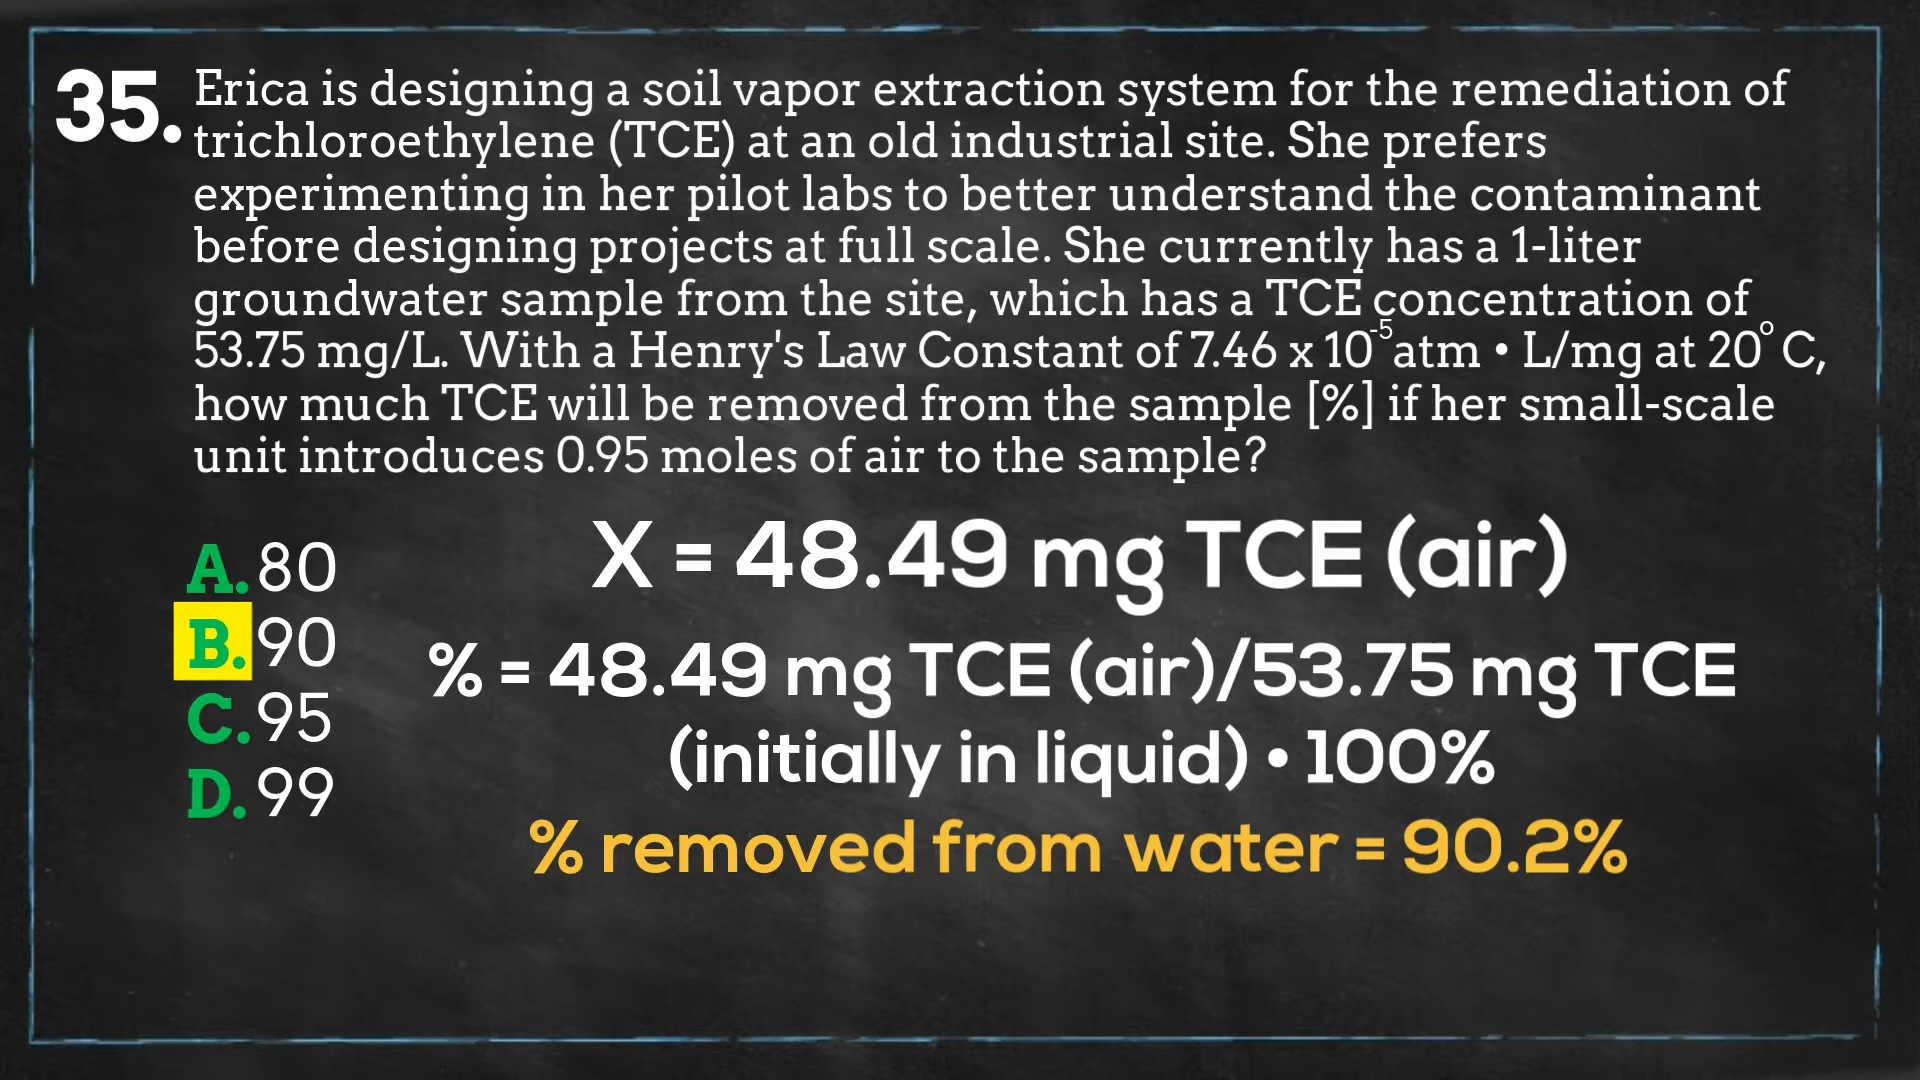 35. Erica is designing a soil vapor extraction system for the remediation of
trichloroethylene (TCE) at an old industrial site. She prefers
experimenting in her pilot labs to better understand the contaminant
before designing projects at full scale. She currently has a 1-liter
groundwater sample from the site, which has a TCE concentration of
53.75 mg/L. With a Henry's Law Constant of 7.46 x 10⁻⁵ atm • L/mg at 20° C,
how much TCE will be removed from the sample [%] if her small-scale
unit introduces 0.95 moles of air to the sample?
A. 80
B. 90
C. 95
D. 99
X = 48.49 mg TCE (air)
% = 48.49 mg TCE (air)/53.75 mg TCE
(initially in liquid) • 100%
% removed from water = 90.2%